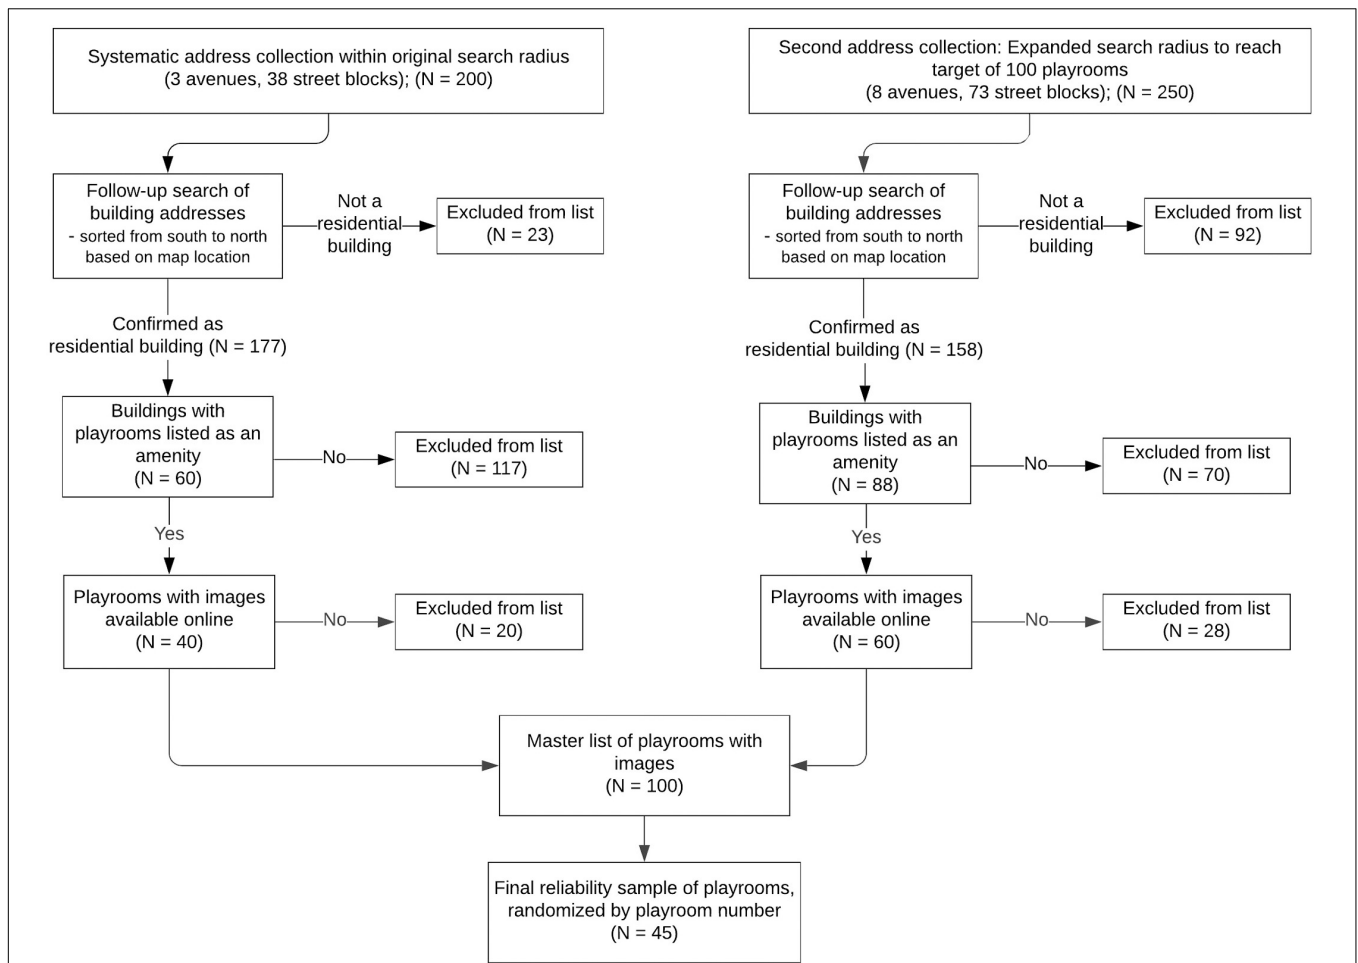 Systematic address collection within original search radius
(3 avenues, 38 street blocks); (N = 200)
Second address collection: Expanded search radius to reach
target of 100 playrooms
(8 avenues, 73 street blocks); (N = 250)
Follow-up search of
building addresses
- sorted from south to north
based on map location
Not a
residential
building
Excluded from list
(N = 23)
Follow-up search of
building addresses
- sorted from south to north
based on map location
Not a
residential
building
Excluded from list
(N = 92)
Confirmed as
residential building (N = 177)
Confirmed as
residential building (N = 158)
Buildings with
playrooms listed as an
amenity
(N = 60)
No
Excluded from list
(N = 117)
Buildings with
playrooms listed as an
amenity
(N = 88)
No
Excluded from list
(N = 70)
Yes
Yes
Playrooms with images
available online
(N = 40)
No
Excluded from list
(N = 20)
Playrooms with images
available online
(N = 60)
No
Excluded from list
(N = 28)
Master list of playrooms with
images
(N = 100)
Final reliability sample of playrooms,
randomized by playroom number
(N = 45)